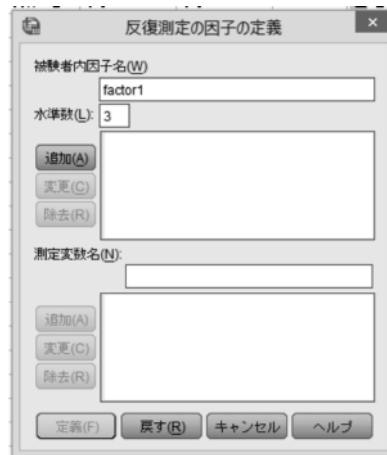 反復測定の因子の定義
被験者内因子名(W)
factor1
水準数(L): 3
追加(A)
変更(C)
除去(R)
測定変数名(N):
追加(A)
変更(C)
除去(R)
定義(F) 戻す(R) キャンセル ヘルプ